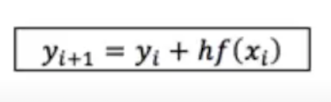 yᵢ₊₁ = yᵢ + hf(xᵢ)